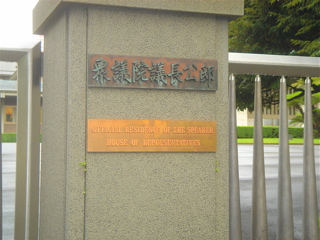 衆議院議長公邸
OFFICIAL RESIDENCE OF THE SPEAKER
HOUSE OF REPRESENTATIVES